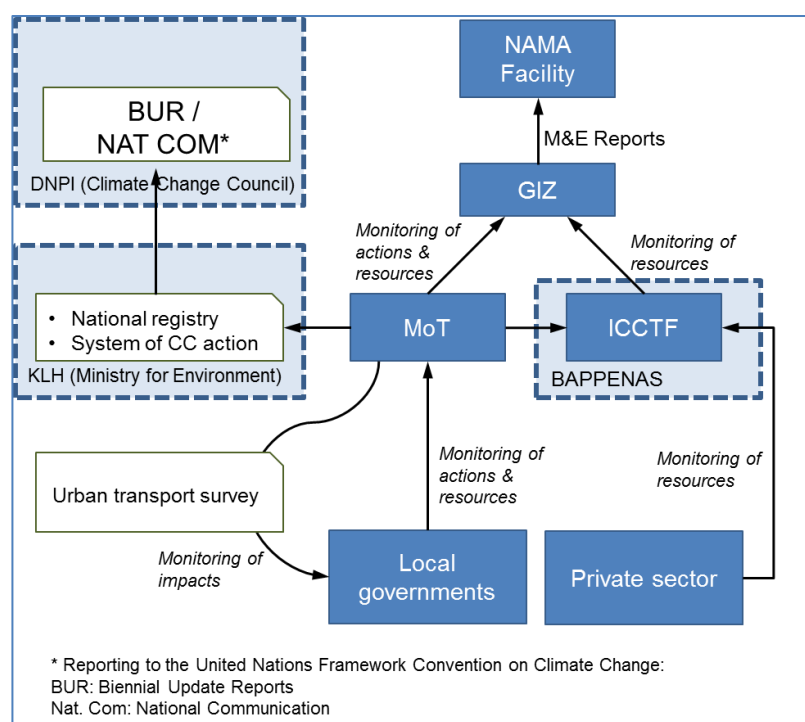 NAMA
Facility
BUR /
NAT COM*
DNPI (Climate Change Council)
M&E Reports
GIZ
Monitoring of
actions &
resources
Monitoring of
resources
• National registry
• System of CC action
KLH (Ministry for Environment)
MoT
ICCTF
BAPPENAS
Urban transport survey
Monitoring of
actions &
resources
Monitoring of
resources
Monitoring of
impacts
Local
governments
Private sector
* Reporting to the United Nations Framework Convention on Climate Change:
BUR: Biennial Update Reports
Nat. Com: National Communication